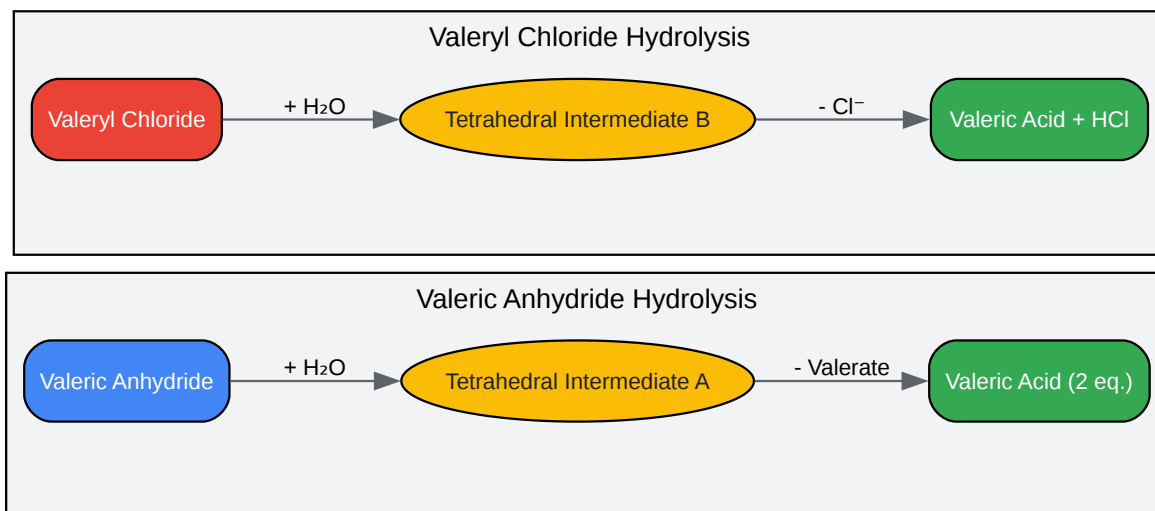 Valeryl Chloride Hydrolysis
Valeryl Chloride
+ H₂O
Tetrahedral Intermediate B
- Cl⁻
Valeric Acid + HCl
Valeric Anhydride Hydrolysis
Valeric Anhydride
+ H₂O
Tetrahedral Intermediate A
- Valerate
Valeric Acid (2 eq.)